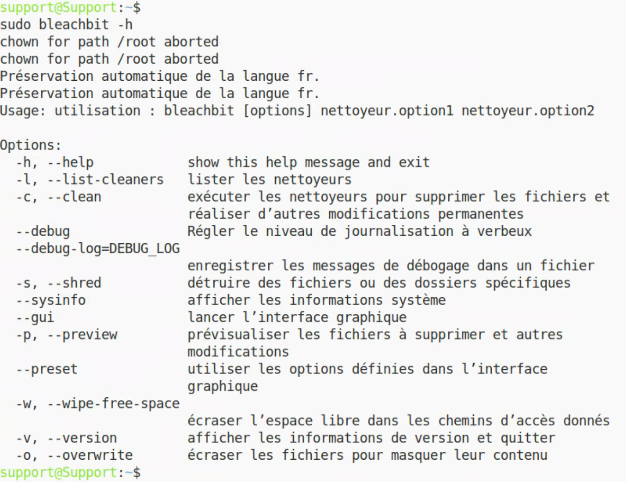 support@Support:~$
sudo bleachbit -h
chown for path /root aborted
chown for path /root aborted
Préservation automatique de la langue fr.
Préservation automatique de la langue fr.
Usage: utilisation : bleachbit [options] nettoyeur.option1 nettoyeur.option2

Options:
  -h, --help            show this help message and exit
  -l, --list-cleaners   lister les nettoyeurs
  -c, --clean           exécuter les nettoyeurs pour supprimer les fichiers et
                        réaliser d’autres modifications permanentes
  --debug               Régler le niveau de journalisation à verbeux
  --debug-log=DEBUG_LOG
                        enregistrer les messages de débogage dans un fichier
  -s, --shred           détruire des fichiers ou des dossiers spécifiques
  --sysinfo             afficher les informations système
  --gui                 lancer l’interface graphique
  -p, --preview         prévisualiser les fichiers à supprimer et autres
                        modifications
  --preset              utiliser les options définies dans l’interface
                        graphique
  -w, --wipe-free-space
                        écraser l’espace libre dans les chemins d’accès donnés
  -v, --version         afficher les informations de version et quitter
  -o, --overwrite       écraser les fichiers pour masquer leur contenu
support@Support:~$